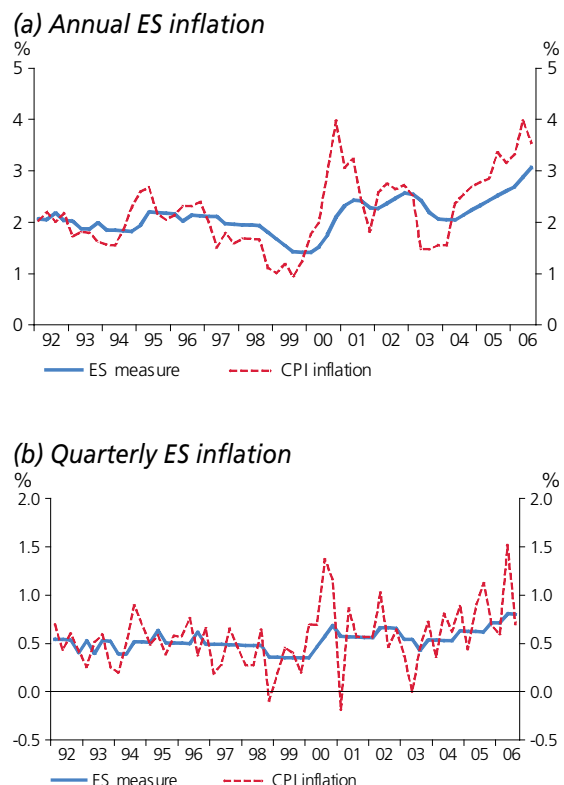 (a) Annual ES inflation
% %
5 5
4 4
3 3
2 2
1 1
0 0
92 93 94 95 96 97 98 99 00 01 02 03 04 05 06
ES measure CPI inflation
(b) Quarterly ES inflation
% %
2.0 2.0
1.5 1.5
1.0 1.0
0.5 0.5
0.0 0.0
-0.5 -0.5
92 93 94 95 96 97 98 99 00 01 02 03 04 05 06
ES measure CPI inflation